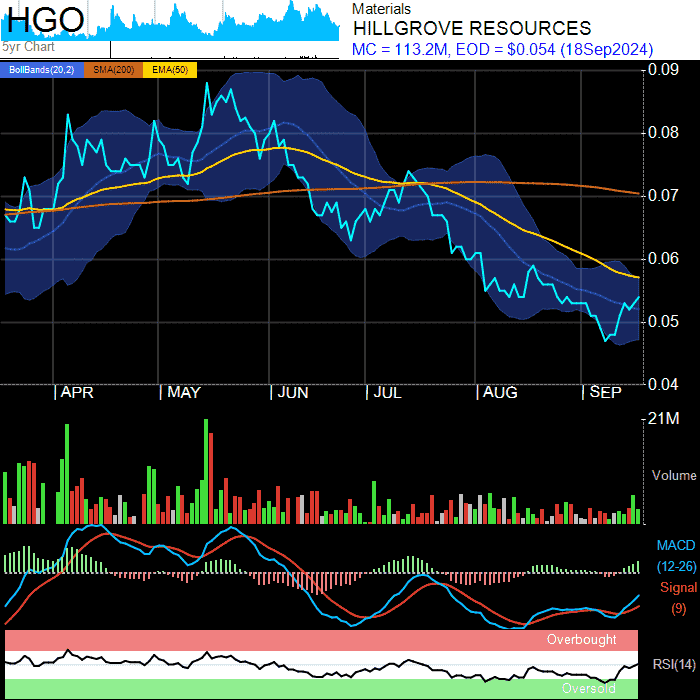 HGO
5yr Chart
Materials
HILLGROVE RESOURCES
MC = 113.2M, EOD = $0.054 (18Sep2024)
BollBands(20,2) SMA(200) EMA(50)
0.09
0.08
0.07
0.06
0.05
0.04
APR MAY JUN JUL AUG SEP
21M
Volume
MACD
(12-26)
Signal
(9)
Overbought
RSI(14)
Oversold